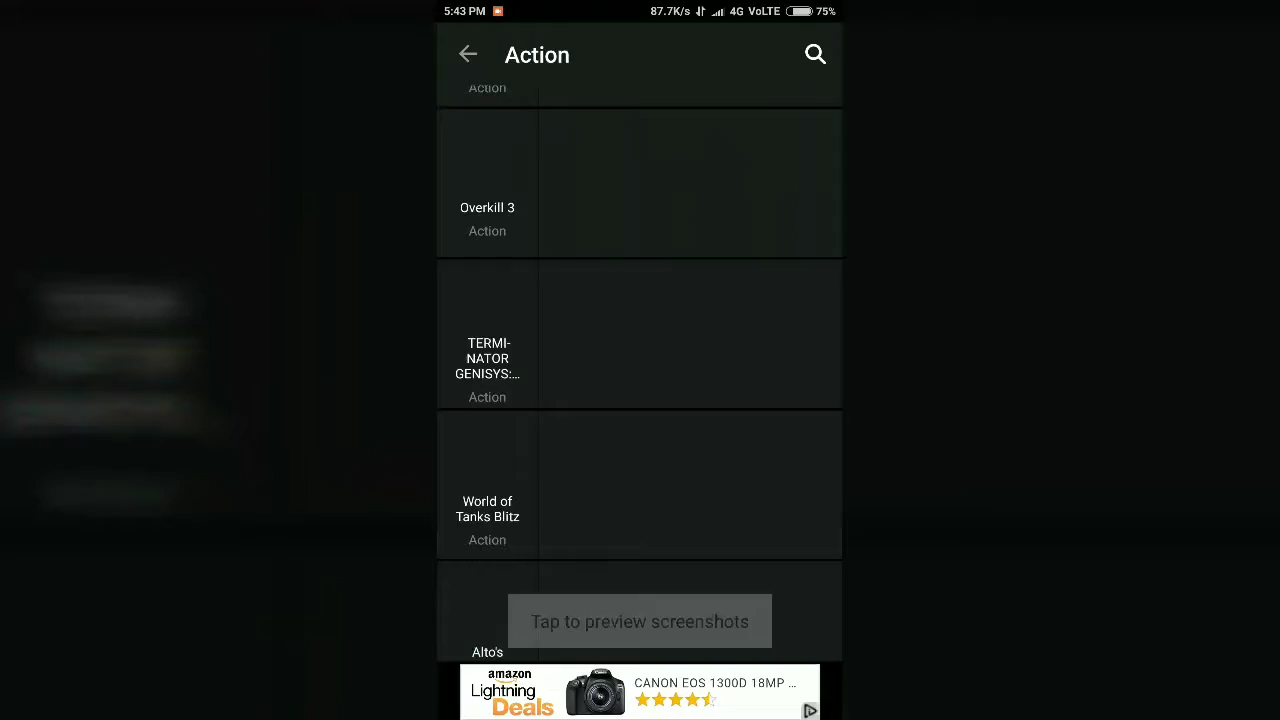 5:43 PM 87.7K/s 4G VoLTE 75%
Action
Action
Overkill 3
Action
TERMI-
NATOR
GENISYS:...
Action
World of
Tanks Blitz
Action
Tap to preview screenshots
Alto's
amazon
Lightning
Deals
CANON EOS 1300D 18MP ...